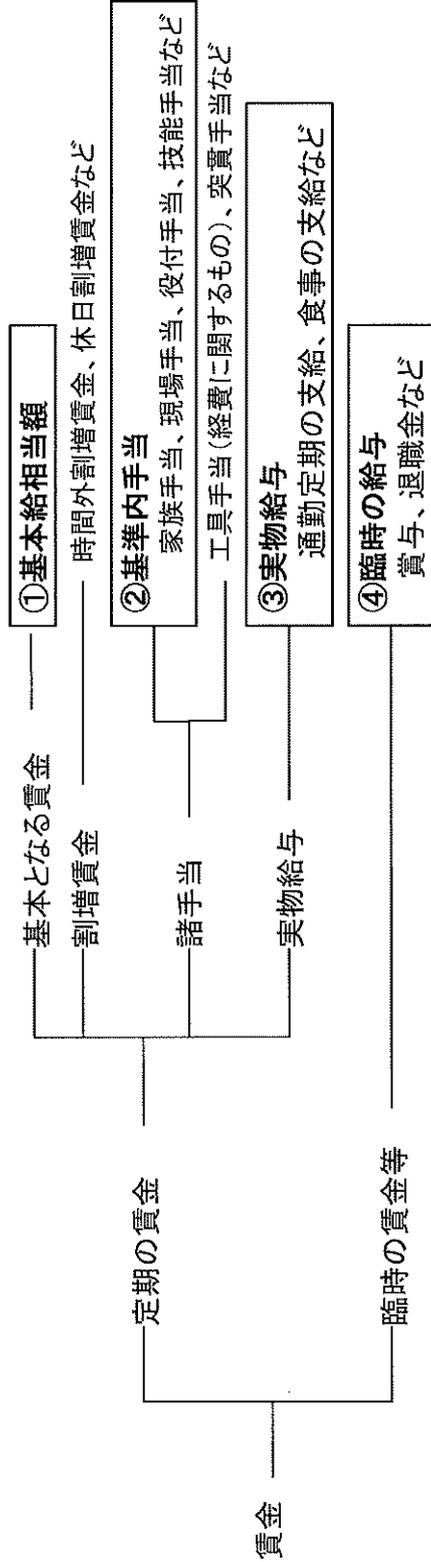 賃金
定期の賃金
基本となる賃金
①基本給相当額
割増賃金
時間外割増賃金、休日割増賃金など
諸手当
②基準内手当
家族手当、現場手当、役付手当、技能手当など
工具手当(経費に関するもの)、突貫手当など
実物給与
③実物給与
通勤定期の支給、食事の支給など
臨時の賃金等
④臨時の給与
賞与、退職金など